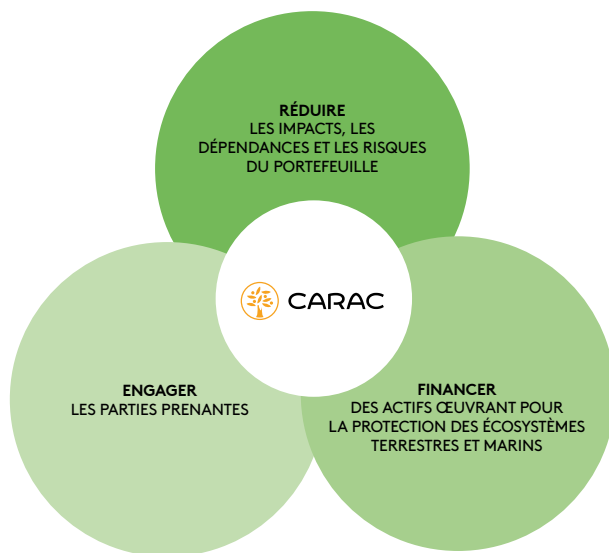 RÉDUIRE
LES IMPACTS, LES
DÉPENDANCES ET LES RISQUES
DU PORTEFEUILLE
CARAC
ENGAGER
LES PARTIES PRENANTES
FINANCER
DES ACTIFS ŒUVRANT POUR
LA PROTECTION DES ÉCOSYSTÈMES
TERRESTRES ET MARINS